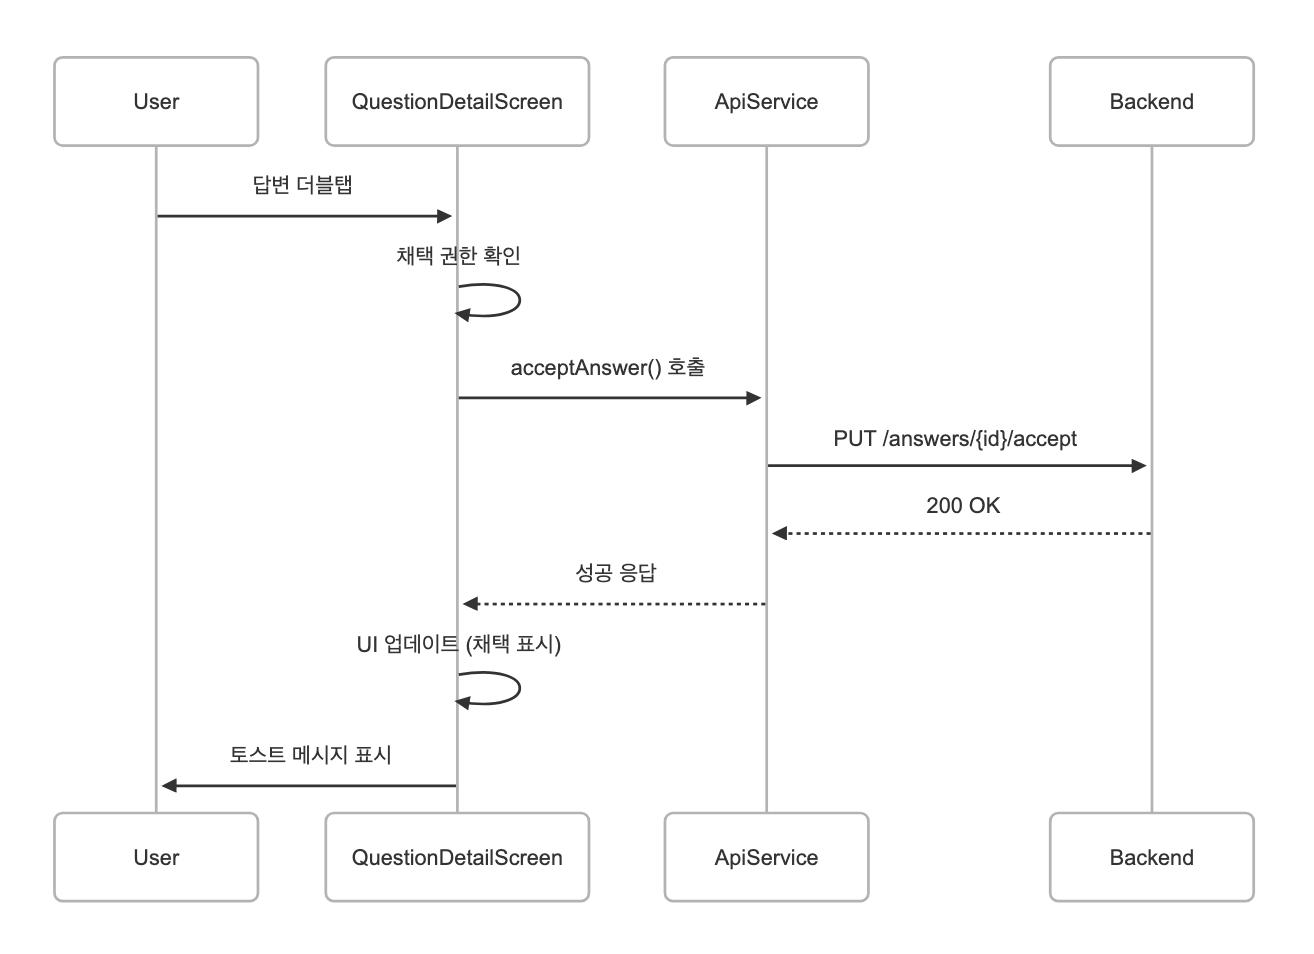 User
QuestionDetailScreen
ApiService
Backend
답변 더블탭
채택 권한 확인
acceptAnswer() 호출
PUT /answers/{id}/accept
200 OK
성공 응답
UI 업데이트 (채택 표시)
토스트 메시지 표시
User
QuestionDetailScreen
ApiService
Backend